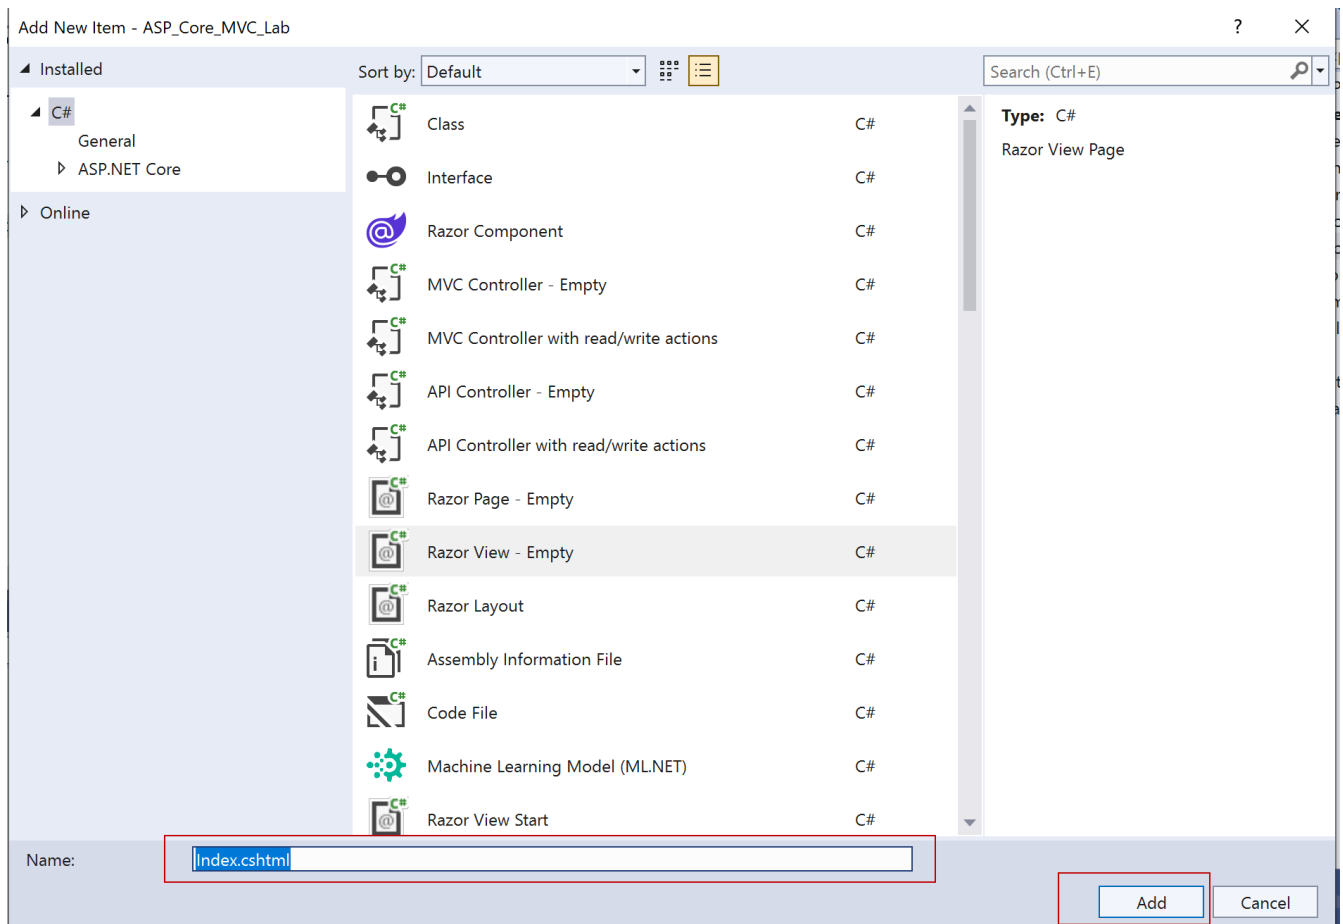 Add New Item - ASP_Core_MVC_Lab ?
Installed
C#
General
ASP.NET Core
Online
Sort by: Default
Search (Ctrl+E)
Class C#
Interface C#
Razor Component C#
MVC Controller - Empty C#
MVC Controller with read/write actions C#
API Controller - Empty C#
API Controller with read/write actions C#
Razor Page - Empty C#
Razor View - Empty C#
Razor Layout C#
Assembly Information File C#
Code File C#
Machine Learning Model (ML.NET) C#
Razor View Start C#
Type: C#
Razor View Page
Name: Index.cshtml
Add Cancel